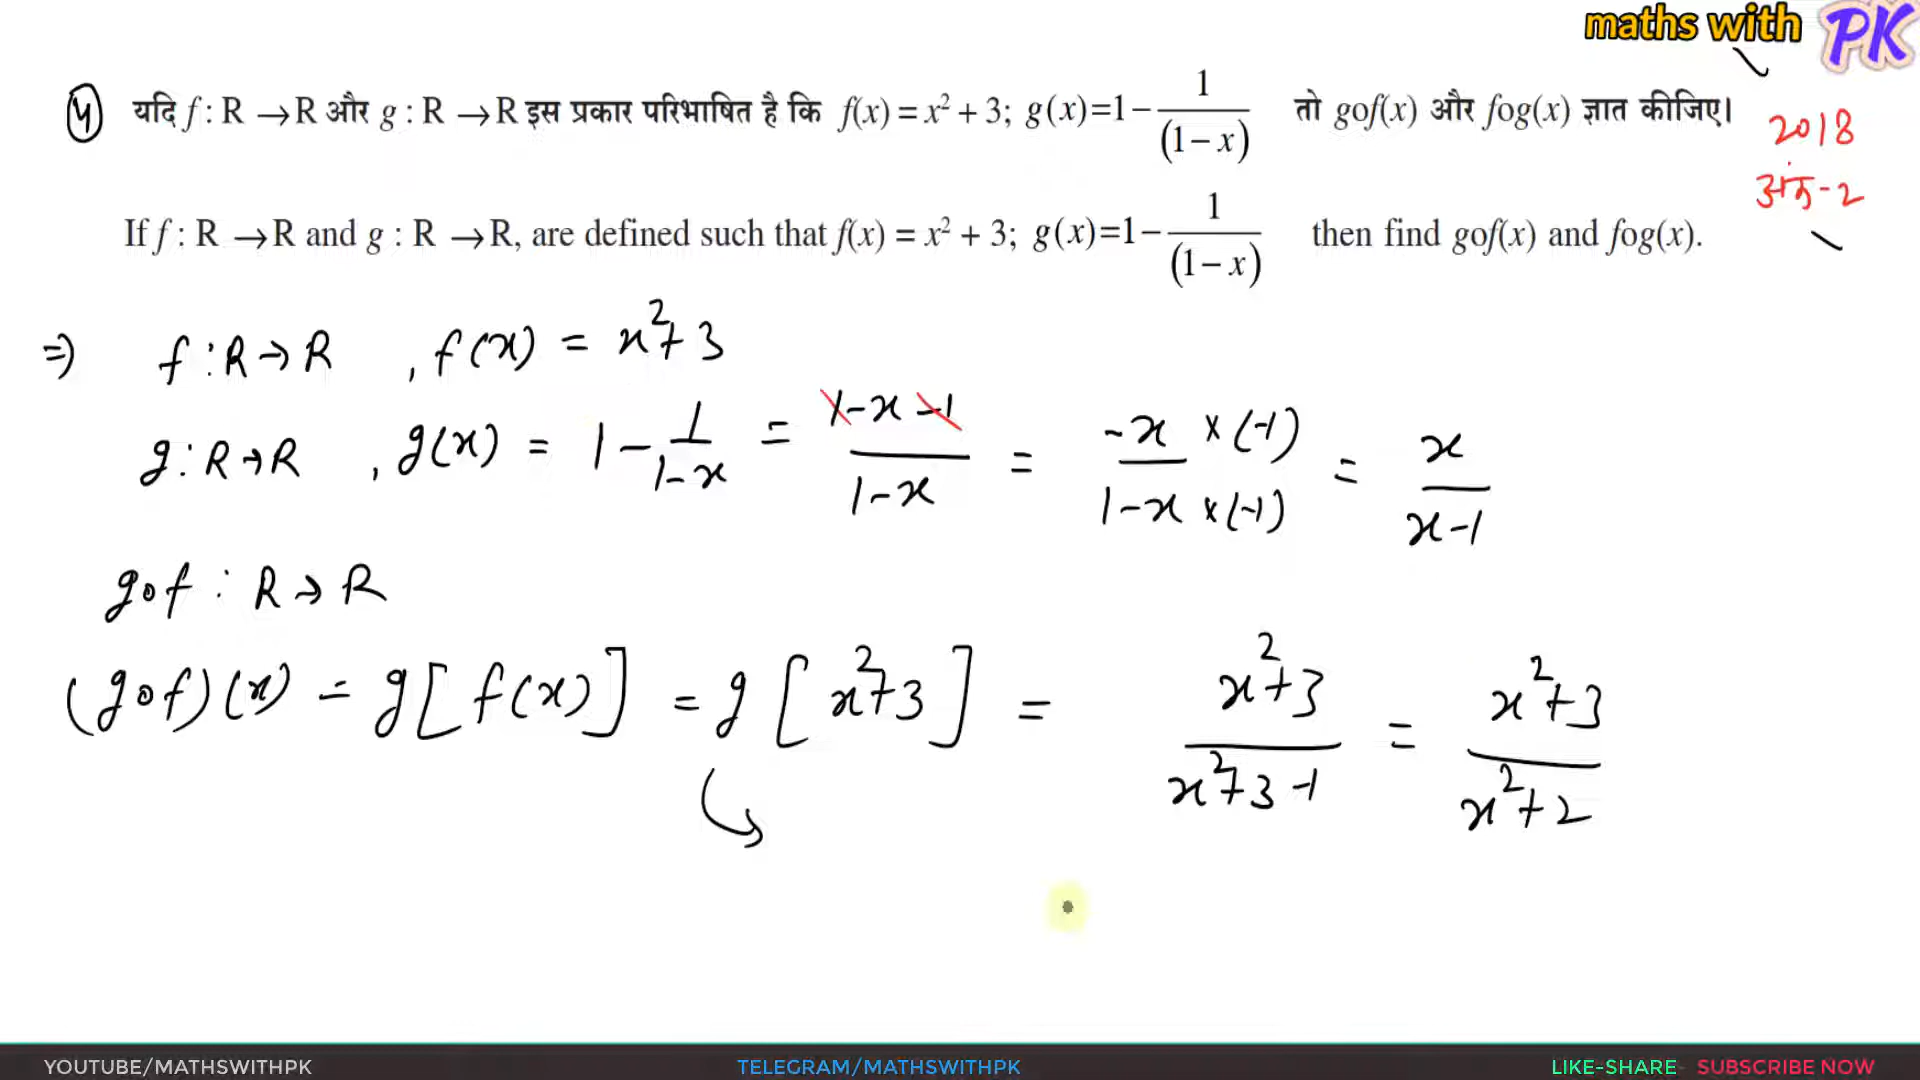 maths with PK
4 यदि f : R →R और g : R →R इस प्रकार परिभाषित है कि f(x) = x² + 3; g(x)=1− 1/(1− x) तो gof(x) और fog(x) ज्ञात कीजिए।
2018
अंक-2
If f : R →R and g : R →R, are defined such that f(x) = x² + 3; g(x)=1− 1/(1− x) then find gof(x) and fog(x).
⇒ f : R → R , f(x) = x²+3
g : R → R , g(x) = 1 - 1/1-x = 1-x-1/1-x = -x × (-1)/1-x × (-1) = x/x-1
gof : R → R
(gof)(x) = g[f(x)] = g[x²+3] = x²+3/x²+3-1 = x²+3/x²+2
YOUTUBE/MATHSWITHPK TELEGRAM/MATHSWITHPK LIKE-SHARE SUBSCRIBE NOW